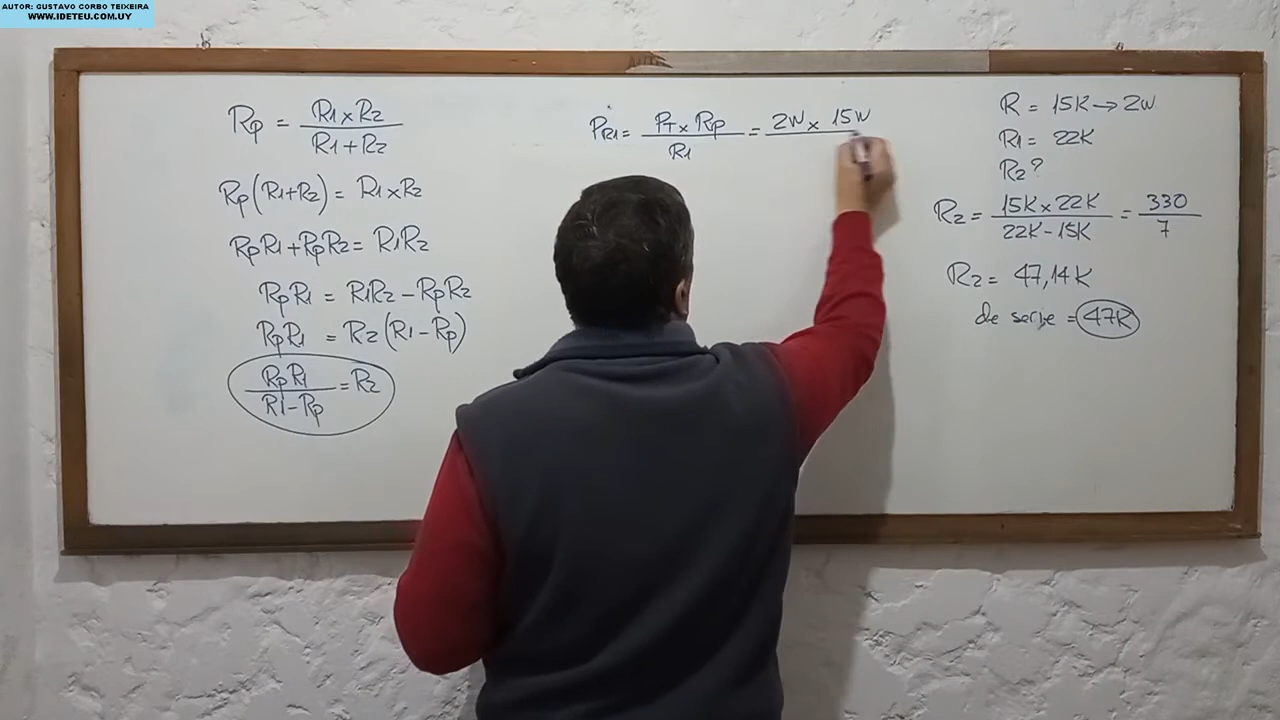 AUTOR: GUSTAVO CORBO TEIXEIRA
WWW.IDETEU.COM.UY
Rp = R1 x R2 / R1 + R2
Rp(R1+R2) = R1 x R2
RpR1 + RpR2 = R1R2
RpR1 = R1R2 - RpR2
RpR1 = R2(R1 - Rp)
RpR1 / R1 - Rp = R2
PR1 = PT x Rp / R1 = 2W x 15W
R = 15K → 2W
R1 = 22K
R2?
R2 = 15K x 22K / 22K - 15K = 330 / 7
R2 = 47,14K
de serie = 47K